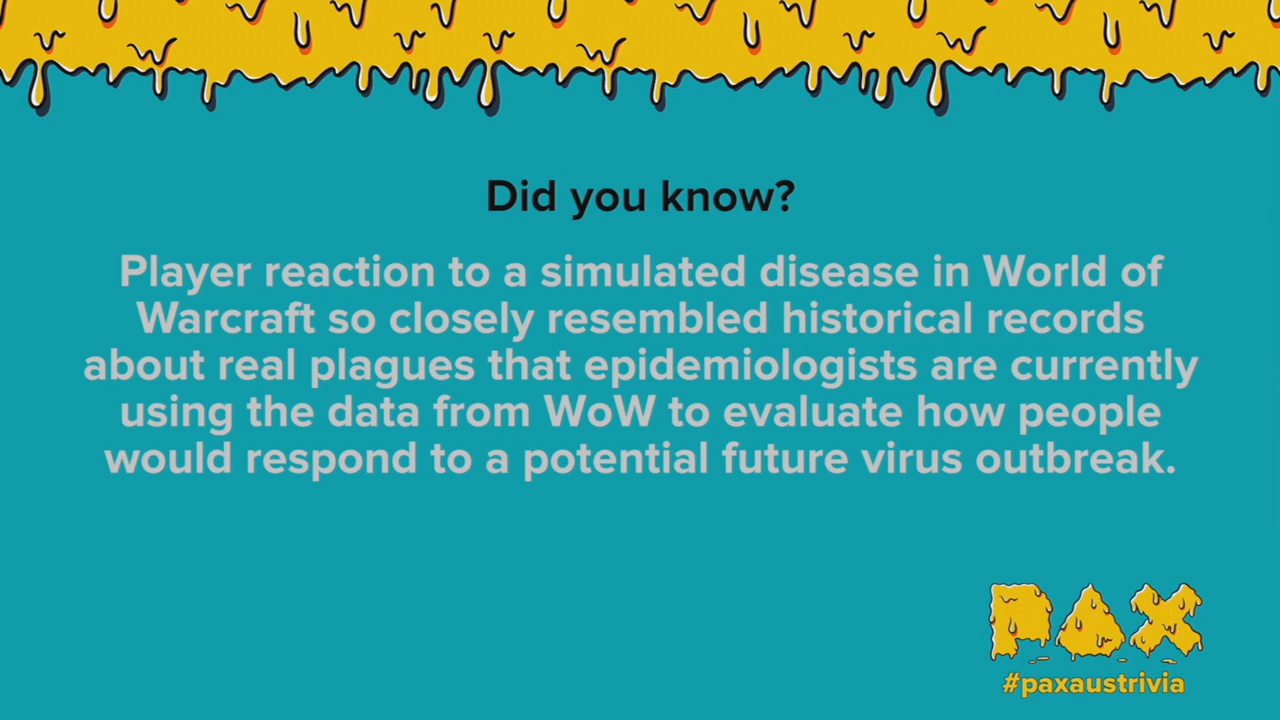 Did you know?
Player reaction to a simulated disease in World of
Warcraft so closely resembled historical records
about real plagues that epidemiologists are currently
using the data from WoW to evaluate how people
would respond to a potential future virus outbreak.
PAX
#paxaustrivia